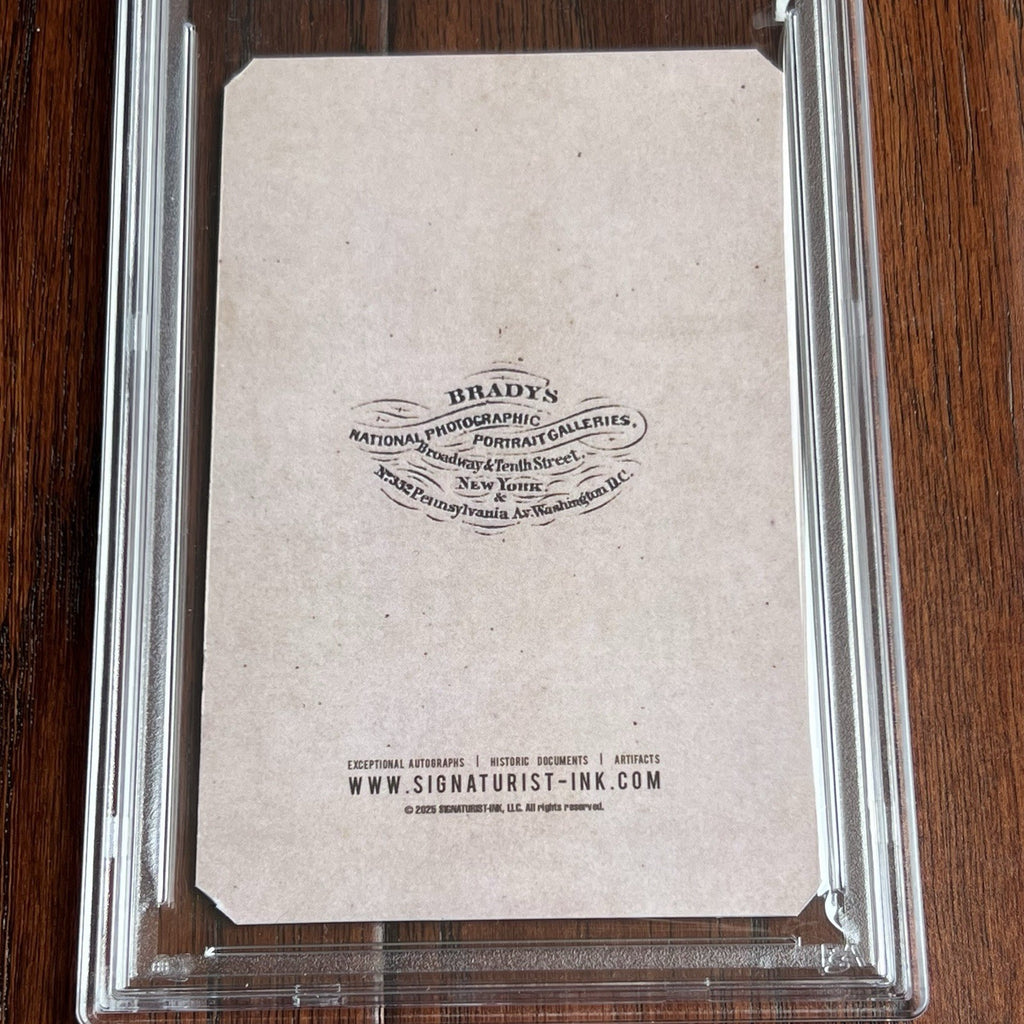 BRADY'S
NATIONAL PHOTOGRAPHIC
PORTRAIT GALLERIES.
Broadway & Tenth Street.
NEW YORK.
&
No. 352 Pennsylvania Av. Washington D.C.
EXCEPTIONAL AUTOGRAPHS | HISTORIC DOCUMENTS | ARTIFACTS
WWW.SIGNATURIST-INK.COM
© 2025 SIGNATURIST-INK, LLC. All rights reserved.